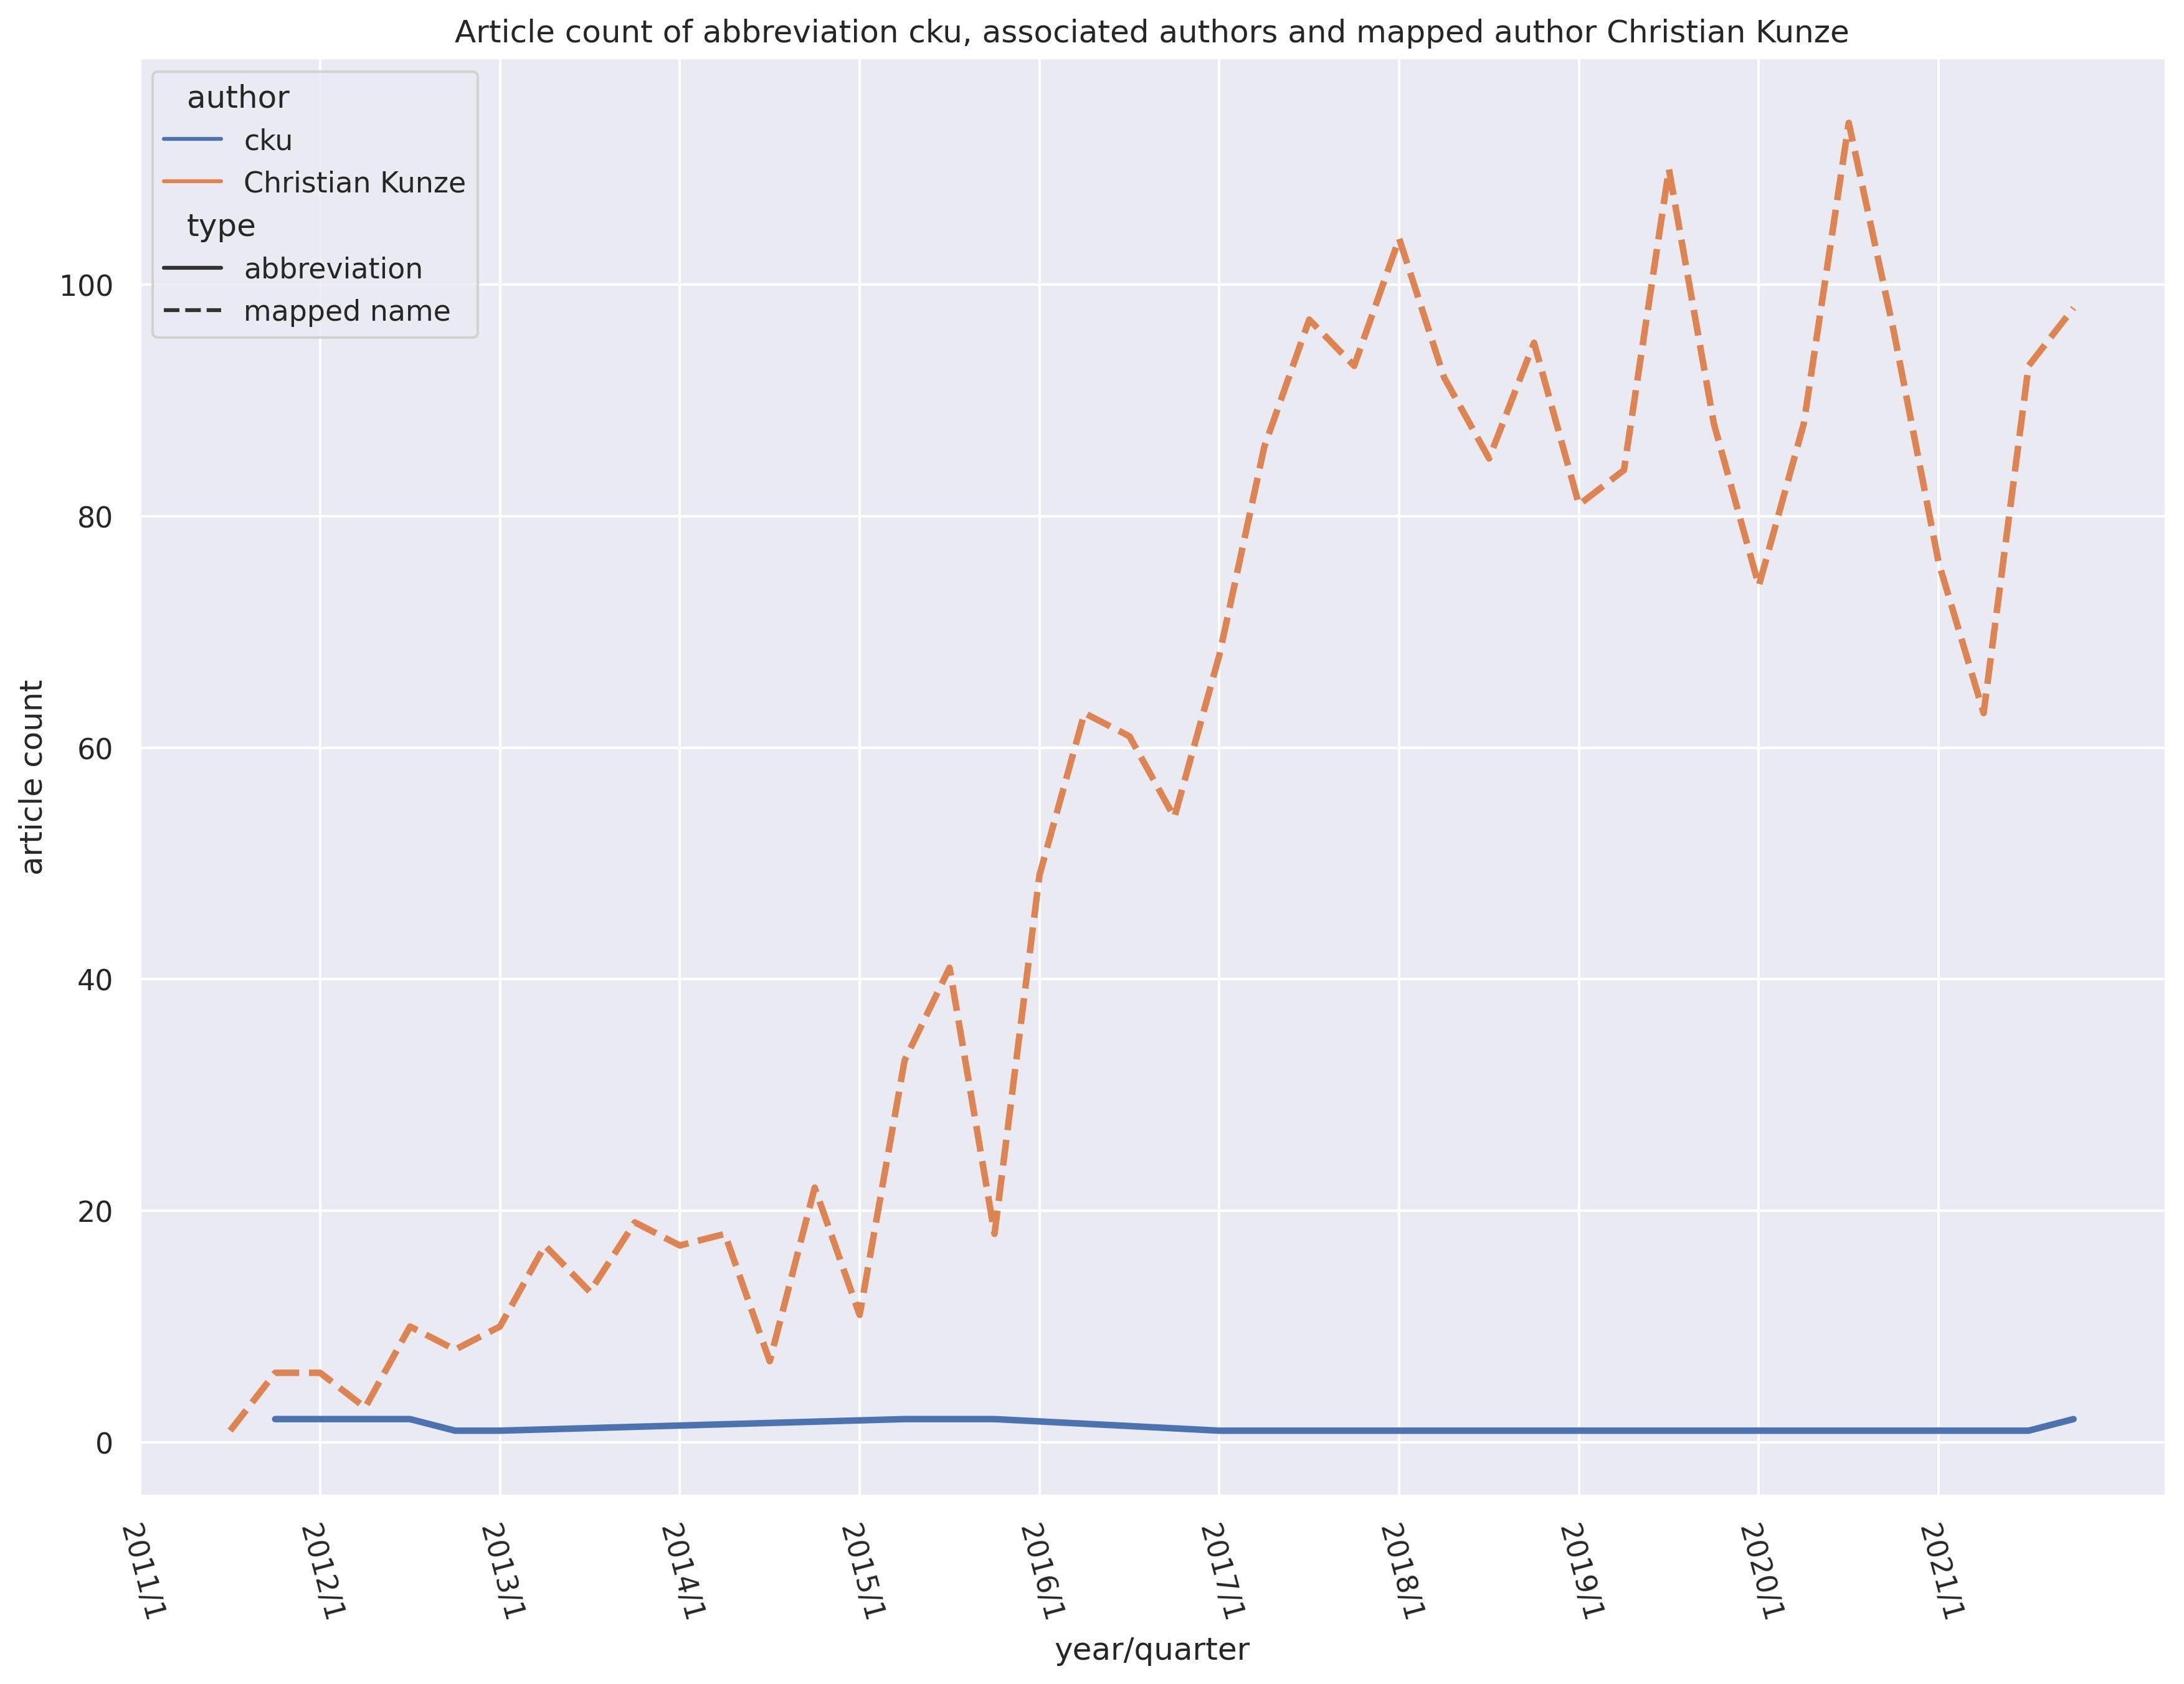 Article count of abbreviation cku, associated authors and mapped author Christian Kunze
author
cku
Christian Kunze
type
abbreviation
mapped name
100
80
60
40
20
0
article count
2011/1
2012/1
2013/1
2014/1
2015/1
2016/1
2017/1
2018/1
2019/1
2020/1
2021/1
year/quarter